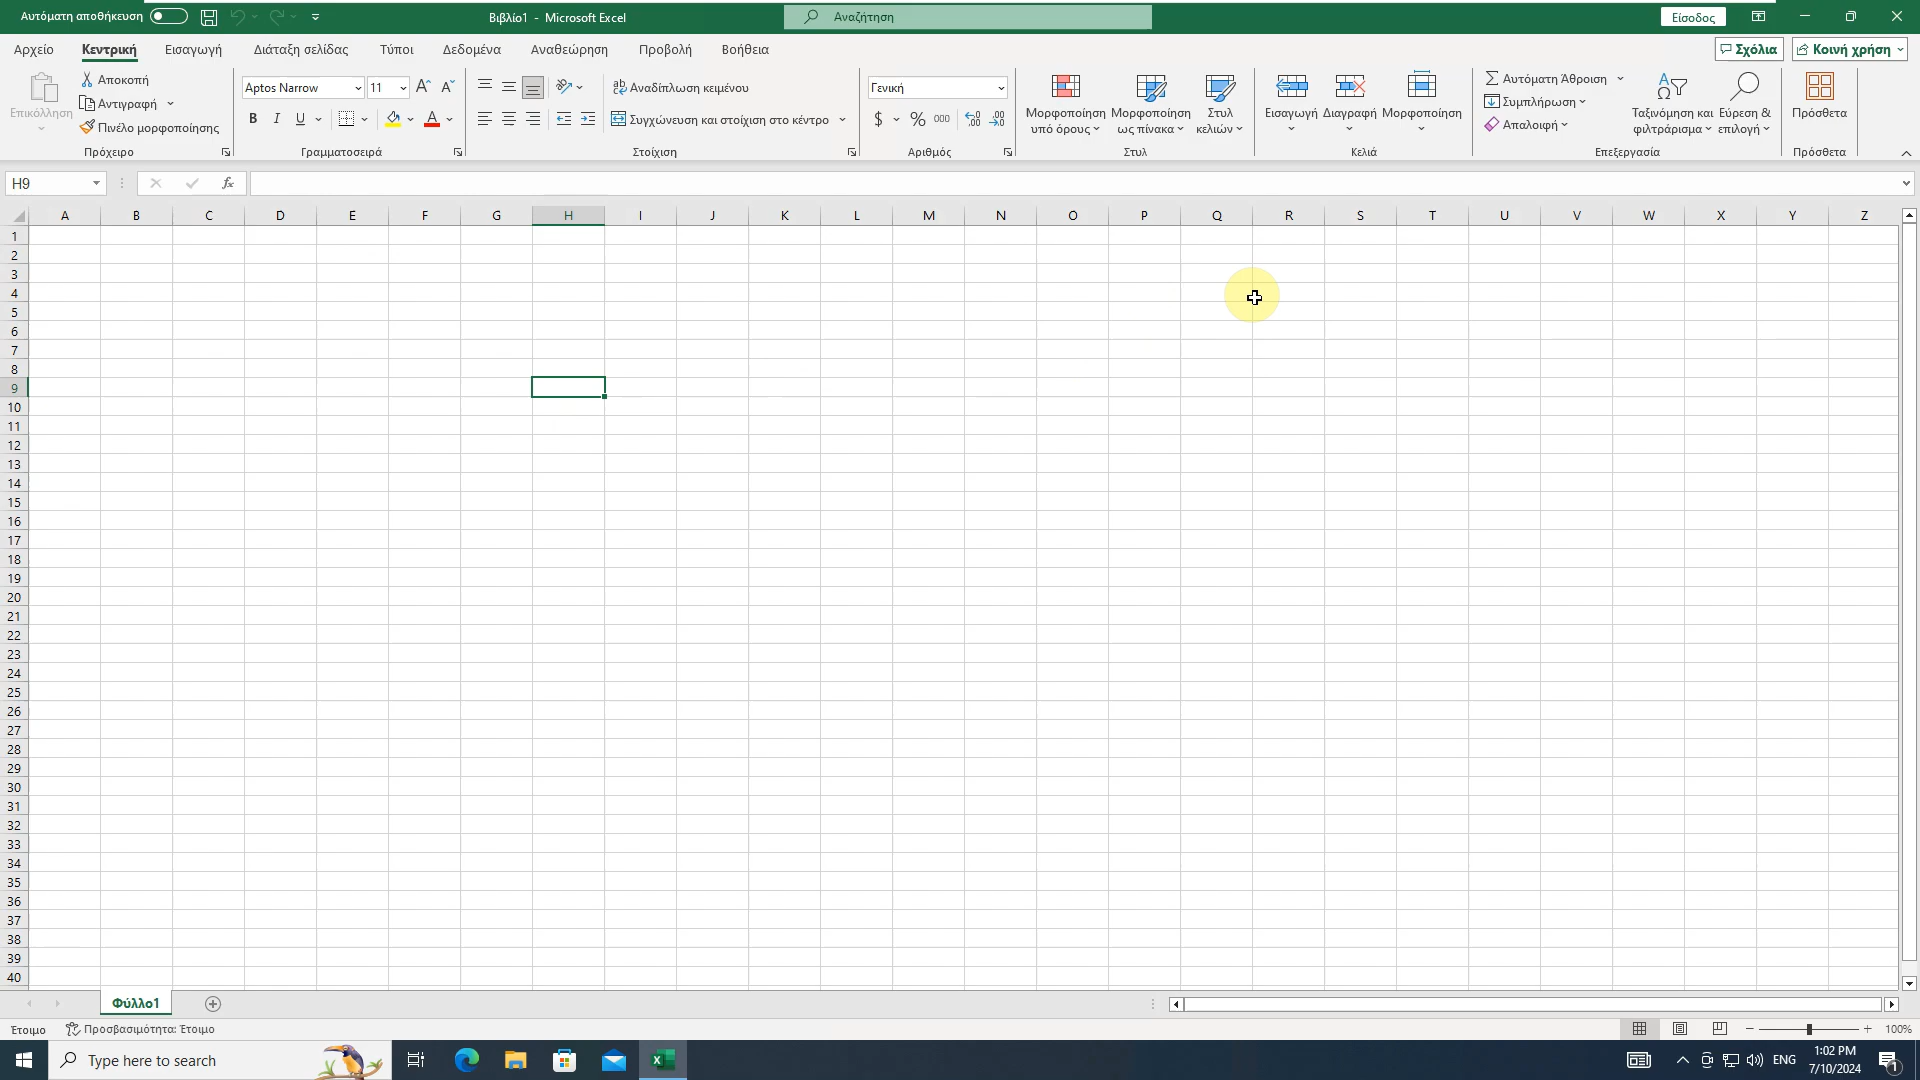 Αυτόματη αποθήκευση
Βιβλίο1 - Microsoft Excel
Αναζήτηση
Είσοδος
Αρχείο Κεντρική Εισαγωγή Διάταξη σελίδας Τύποι Δεδομένα Αναθεώρηση Προβολή Βοήθεια
Σχόλια Κοινή χρήση
Επικόλληση
Αποκοπή
Αντιγραφή
Πινέλο μορφοποίησης
Πρόχειρο
Aptos Narrow 11
B I U
Γραμματοσειρά
Αναδίπλωση κειμένου
Συγχώνευση και στοίχιση στο κέντρο
Στοίχιση
Γενική
$ % 000
Αριθμός
Μορφοποίηση
υπό όρους
Μορφοποίηση
ως πίνακα
Στυλ
κελιών
Στυλ
Εισαγωγή Διαγραφή Μορφοποίηση
Κελιά
Αυτόματη Άθροιση
Συμπλήρωση
Απαλοιφή
Ταξινόμηση και
φιλτράρισμα
Εύρεση &
επιλογή
Επεξεργασία
Πρόσθετα
Πρόσθετα
H9
fx
A B C D E F G H I J K L M N O P Q R S T U V W X Y Z
1
2
3
4
5
6
7
8
9
10
11
12
13
14
15
16
17
18
19
20
21
22
23
24
25
26
27
28
29
30
31
32
33
34
35
36
37
38
39
40
Φύλλο1
Έτοιμο Προσβασιμότητα: Έτοιμο
100%
Type here to search
ENG
1:02 PM
7/10/2024
1